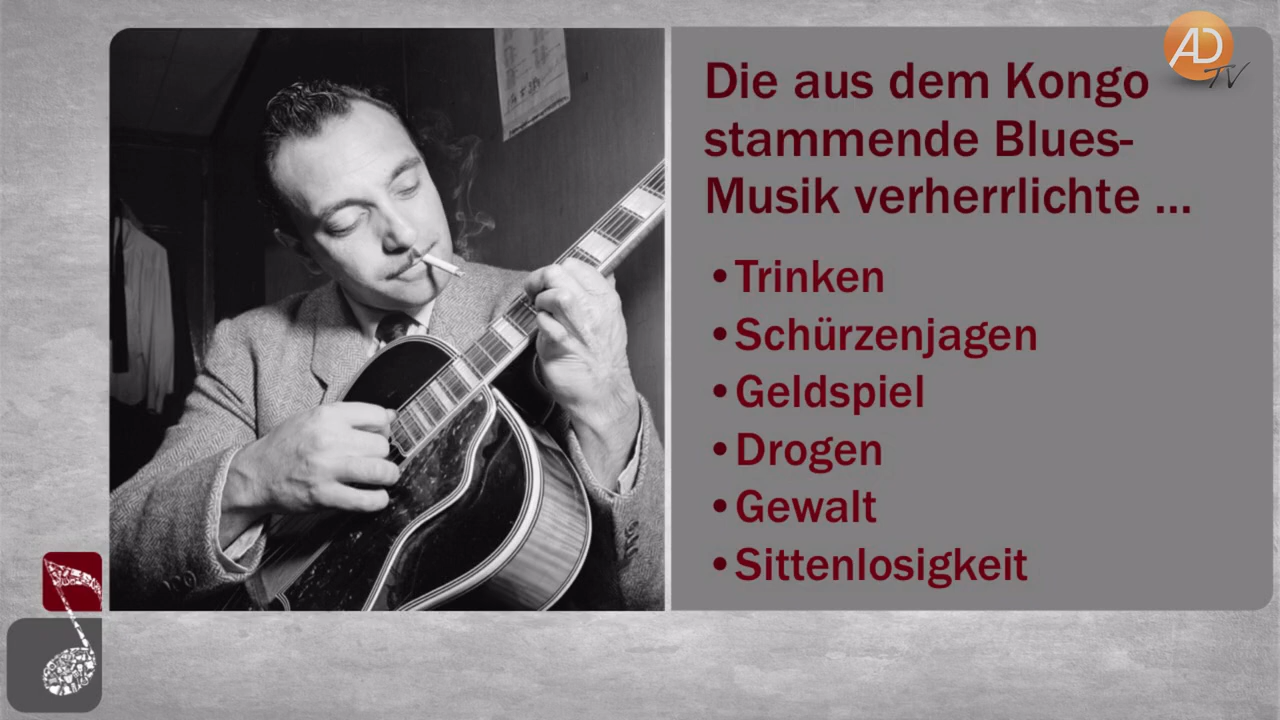 AD
TV
Die aus dem Kongo
stammende Blues-
Musik verherrlichte ...
• Trinken
• Schürzenjagen
• Geldspiel
• Drogen
• Gewalt
• Sittenlosigkeit